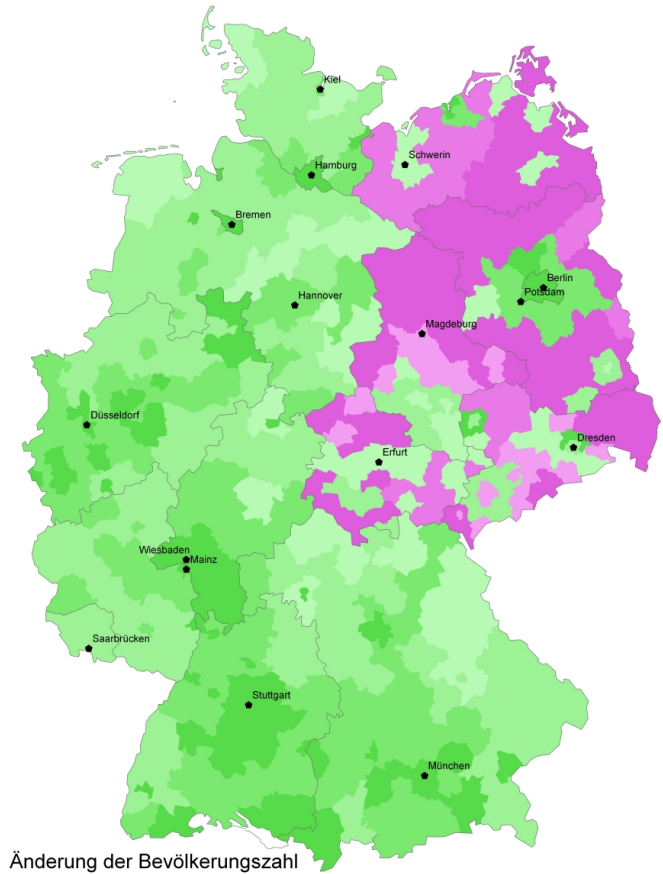 Kiel
Schwerin
Hamburg
Bremen
Berlin
Potsdam
Hannover
Magdeburg
Düsseldorf
Dresden
Erfurt
Wiesbaden
Mainz
Saarbrücken
Stuttgart
München
Änderung der Bevölkerungszahl